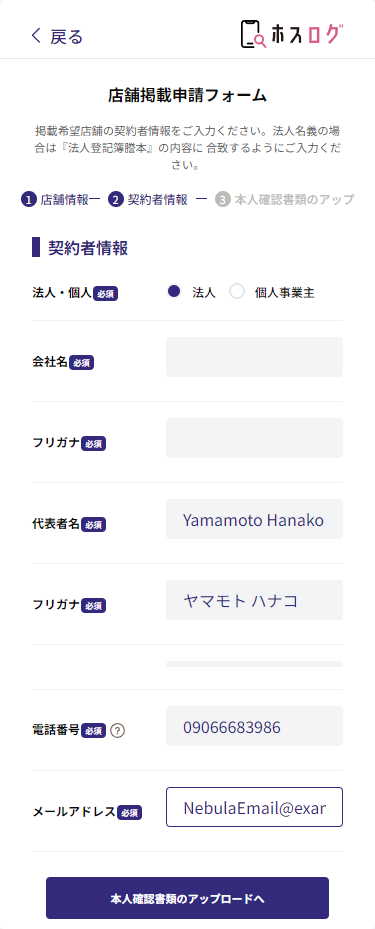 戻る
ホスログ
店舗掲載申請フォーム
掲載希望店舗の契約者情報をご入力ください。法人名義の場
合は『法人登記簿謄本』の内容に 合致するようにご入力くだ
さい。
1 店舗情報 2 契約者情報 3 本人確認書類のアップ
契約者情報
法人・個人 必須 法人 個人事業主
会社名 必須
フリガナ 必須
代表者名 必須 Yamamoto Hanako
フリガナ 必須 ヤマモト ハナコ
電話番号 必須 ? 09066683986
メールアドレス 必須 NebulaEmail@exar
本人確認書類のアップロードへ